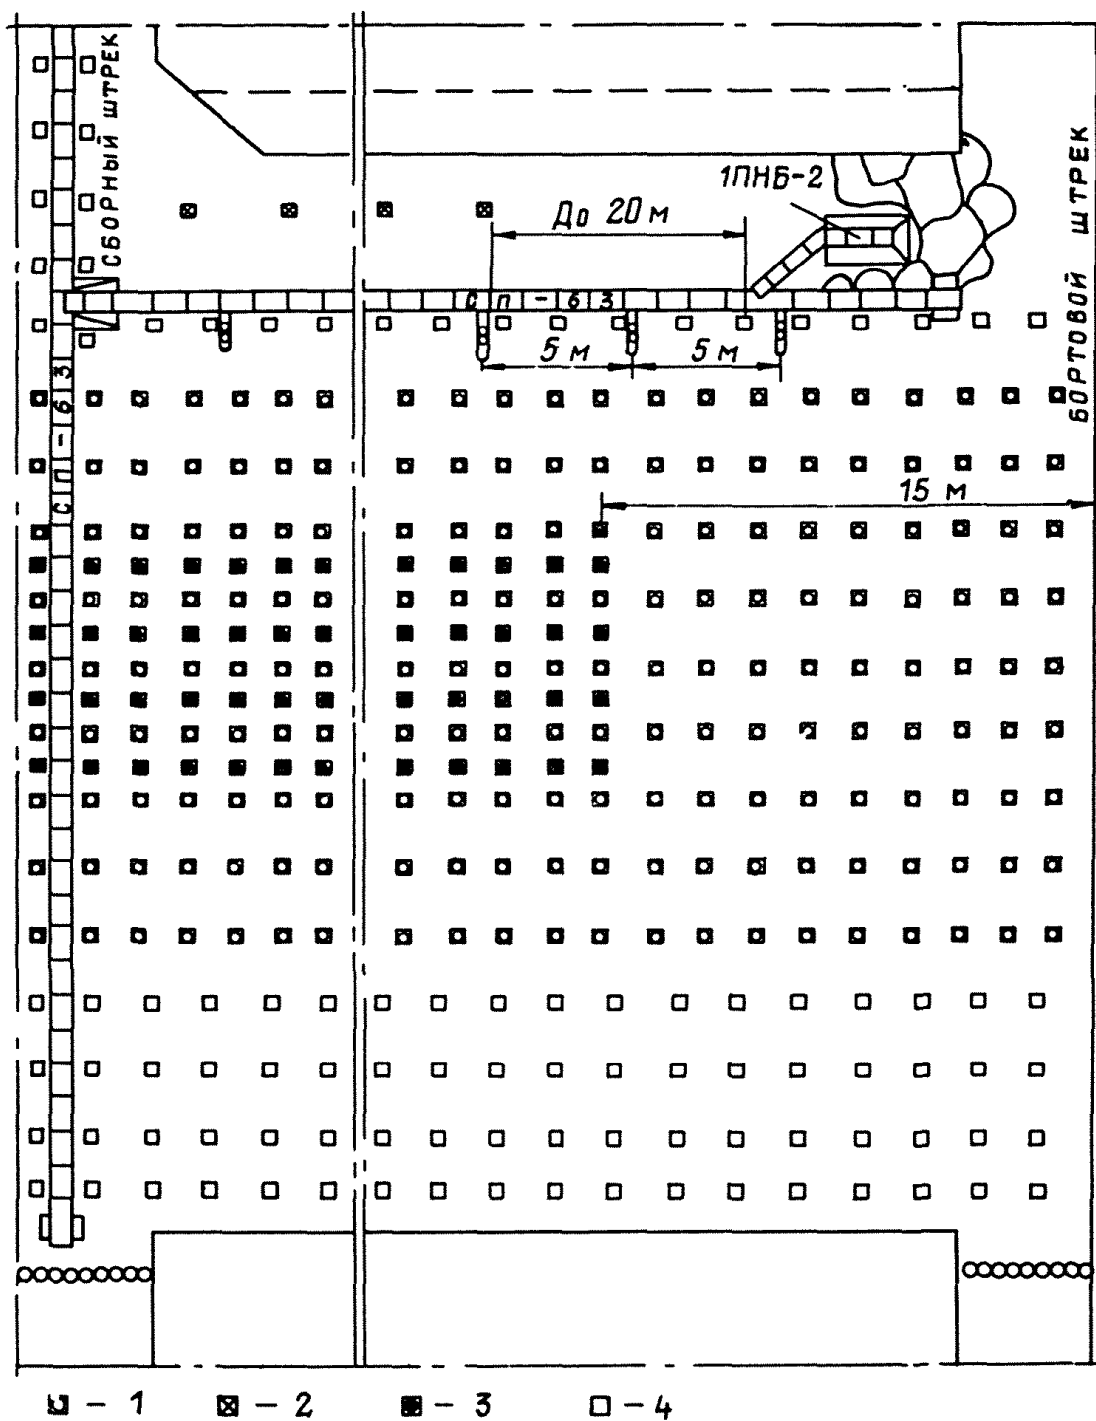 СБОРНЫЙ ШТРЕК
1ПНБ-2
БОРТОВОЙ ШТРЕК
До 20 м
СП-63
5 м
5 м
СП-63
15 м
- 1
- 2
- 3
- 4